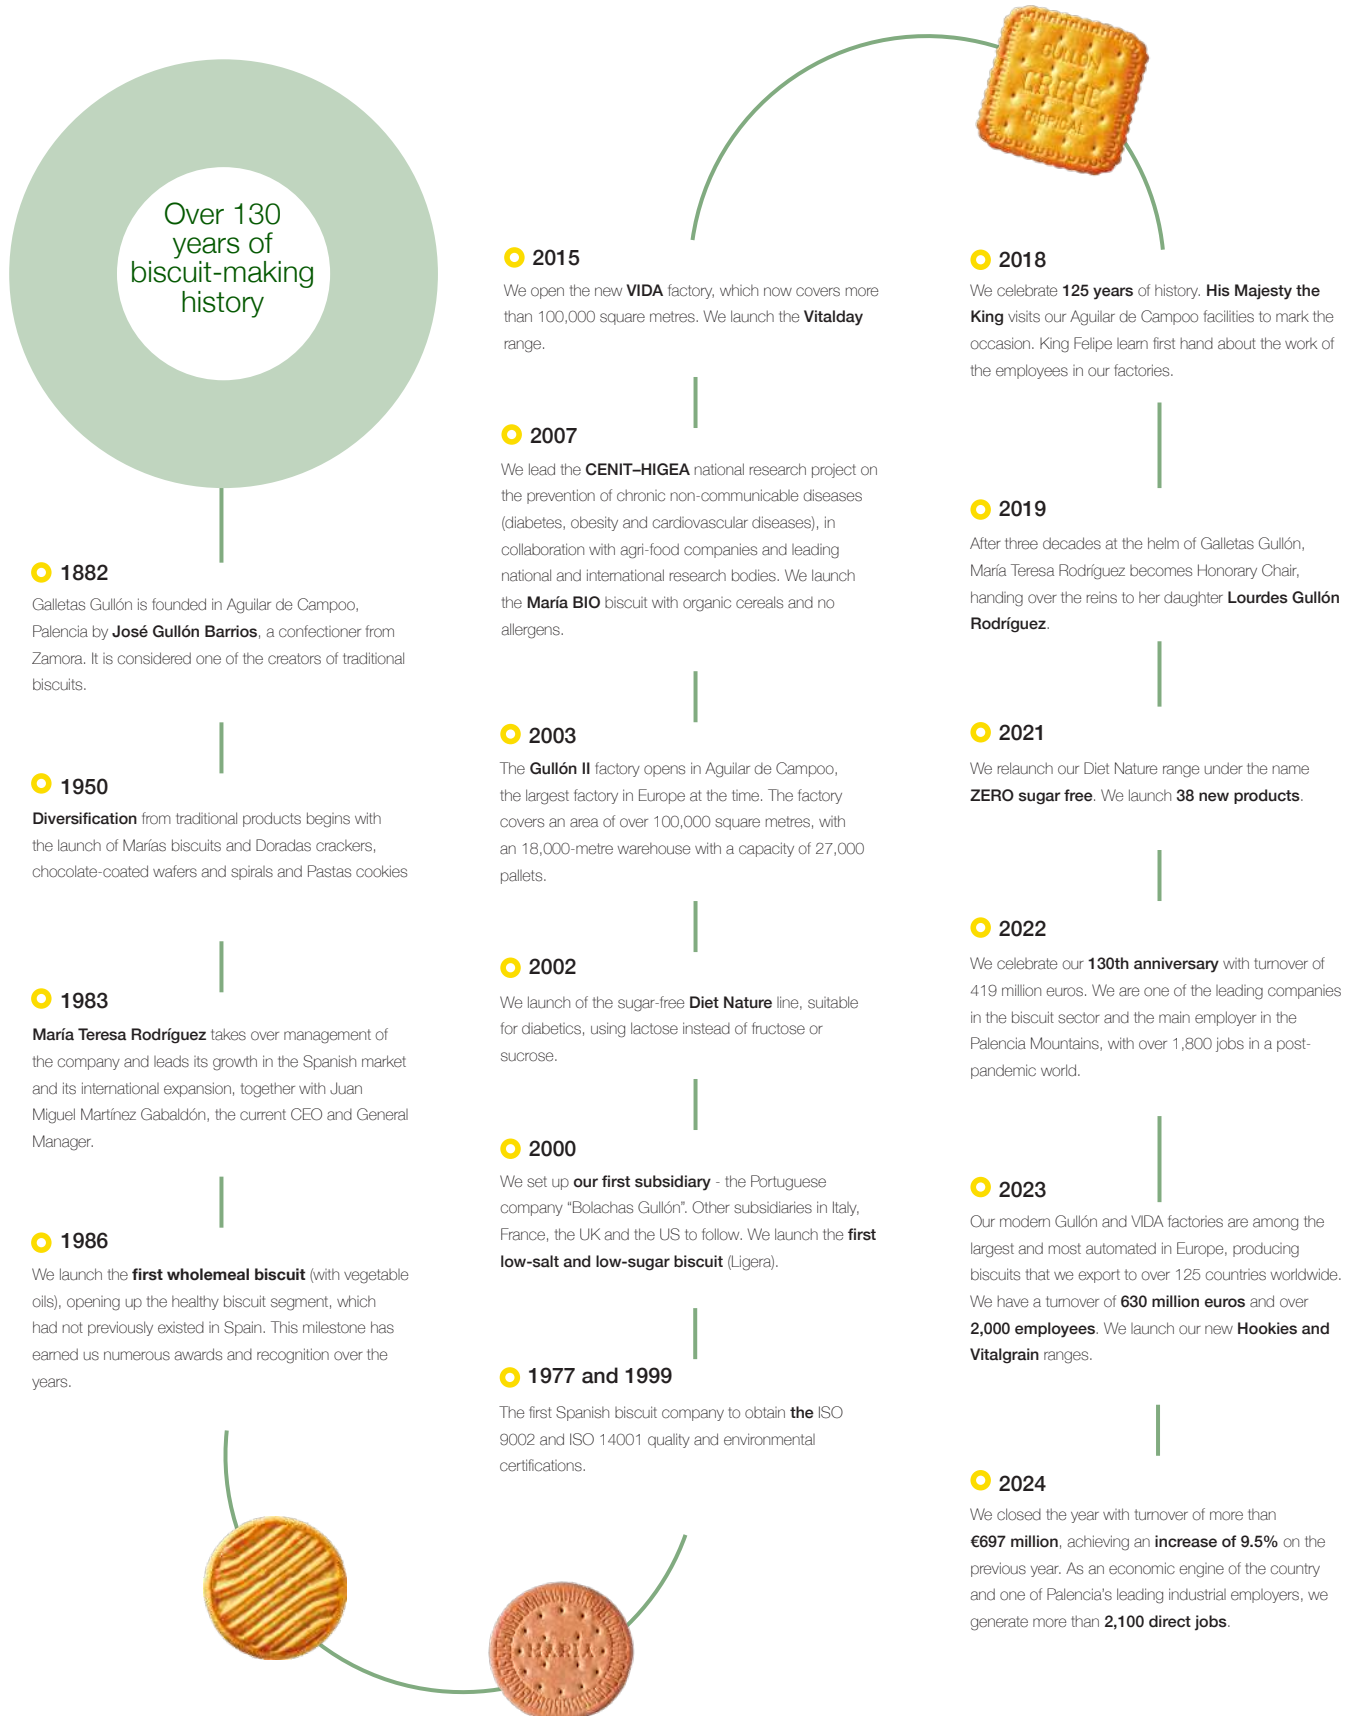 Over 130
years of
biscuit-making
history
1882
Galletas Gullón is founded in Aguilar de Campoo,
Palencia by José Gullón Barrios, a confectioner from
Zamora. It is considered one of the creators of traditional
biscuits.
1950
Diversification from traditional products begins with
the launch of Marías biscuits and Doradas crackers,
chocolate-coated wafers and spirals and Pastas cookies
1983
María Teresa Rodríguez takes over management of
the company and leads its growth in the Spanish market
and its international expansion, together with Juan
Miguel Martínez Gabaldón, the current CEO and General
Manager.
1986
We launch the first wholemeal biscuit (with vegetable
oils), opening up the healthy biscuit segment, which
had not previously existed in Spain. This milestone has
earned us numerous awards and recognition over the
years.
MARIA
1977 and 1999
The first Spanish biscuit company to obtain the ISO
9002 and ISO 14001 quality and environmental
certifications.
2000
We set up our first subsidiary - the Portuguese
company “Bolachas Gullón”. Other subsidiaries in Italy,
France, the UK and the US to follow. We launch the first
low-salt and low-sugar biscuit (Ligera).
2002
We launch of the sugar-free Diet Nature line, suitable
for diabetics, using lactose instead of fructose or
sucrose.
2003
The Gullón II factory opens in Aguilar de Campoo,
the largest factory in Europe at the time. The factory
covers an area of over 100,000 square metres, with
an 18,000-metre warehouse with a capacity of 27,000
pallets.
2007
We lead the CENIT–HIGEA national research project on
the prevention of chronic non-communicable diseases
(diabetes, obesity and cardiovascular diseases), in
collaboration with agri-food companies and leading
national and international research bodies. We launch
the María BIO biscuit with organic cereals and no
allergens.
2015
We open the new VIDA factory, which now covers more
than 100,000 square metres. We launch the Vitalday
range.
GULLÓN
CREME
TROPICAL
2018
We celebrate 125 years of history. His Majesty the
King visits our Aguilar de Campoo facilities to mark the
occasion. King Felipe learn first hand about the work of
the employees in our factories.
2019
After three decades at the helm of Galletas Gullón,
María Teresa Rodríguez becomes Honorary Chair,
handing over the reins to her daughter Lourdes Gullón
Rodríguez.
2021
We relaunch our Diet Nature range under the name
ZERO sugar free. We launch 38 new products.
2022
We celebrate our 130th anniversary with turnover of
419 million euros. We are one of the leading companies
in the biscuit sector and the main employer in the
Palencia Mountains, with over 1,800 jobs in a post-
pandemic world.
2023
Our modern Gullón and VIDA factories are among the
largest and most automated in Europe, producing
biscuits that we export to over 125 countries worldwide.
We have a turnover of 630 million euros and over
2,000 employees. We launch our new Hookies and
Vitalgrain ranges.
2024
We closed the year with turnover of more than
€697 million, achieving an increase of 9.5% on the
previous year. As an economic engine of the country
and one of Palencia’s leading industrial employers, we
generate more than 2,100 direct jobs.